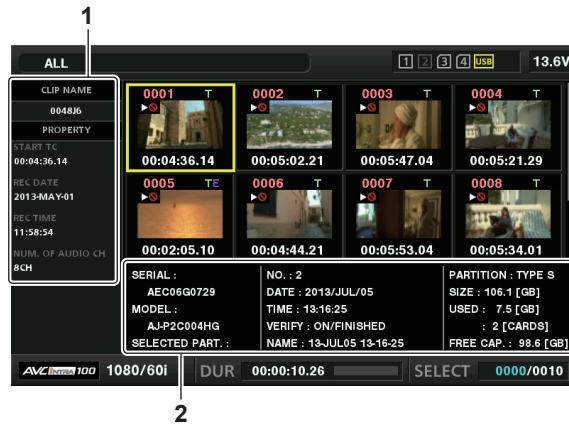 1
ALL
1 2 3 4 USB
13.6V
CLIP NAME
0048J6
PROPERTY
START TC
00:04:36.14
REC DATE
2013-MAY-01
REC TIME
11:58:54
NUM. OF AUDIO CH
8CH
0001 T
0002 T
0003 T
0004 T
00:04:36.14
00:05:02.21
00:05:47.04
00:05:21.29
0005 TE
0006 T
0007 T
0008 T
00:02:05.10
00:04:44.21
00:05:53.04
00:05:34.01
SERIAL :
AEC06G0729
MODEL :
AJ-P2C004HG
SELECTED PART. :
NO. : 2
DATE : 2013/JUL/05
TIME : 13:16:25
VERIFY : ON/FINISHED
NAME : 13-JUL05 13-16-25
PARTITION : TYPE S
SIZE : 106.1 [GB]
USED : 7.5 [GB]
: 2 [CARDS]
FREE CAP. : 98.6 [GB]
AVC INTRA 100 1080/60i DUR 00:00:10.26 SELECT 0000/0010
2